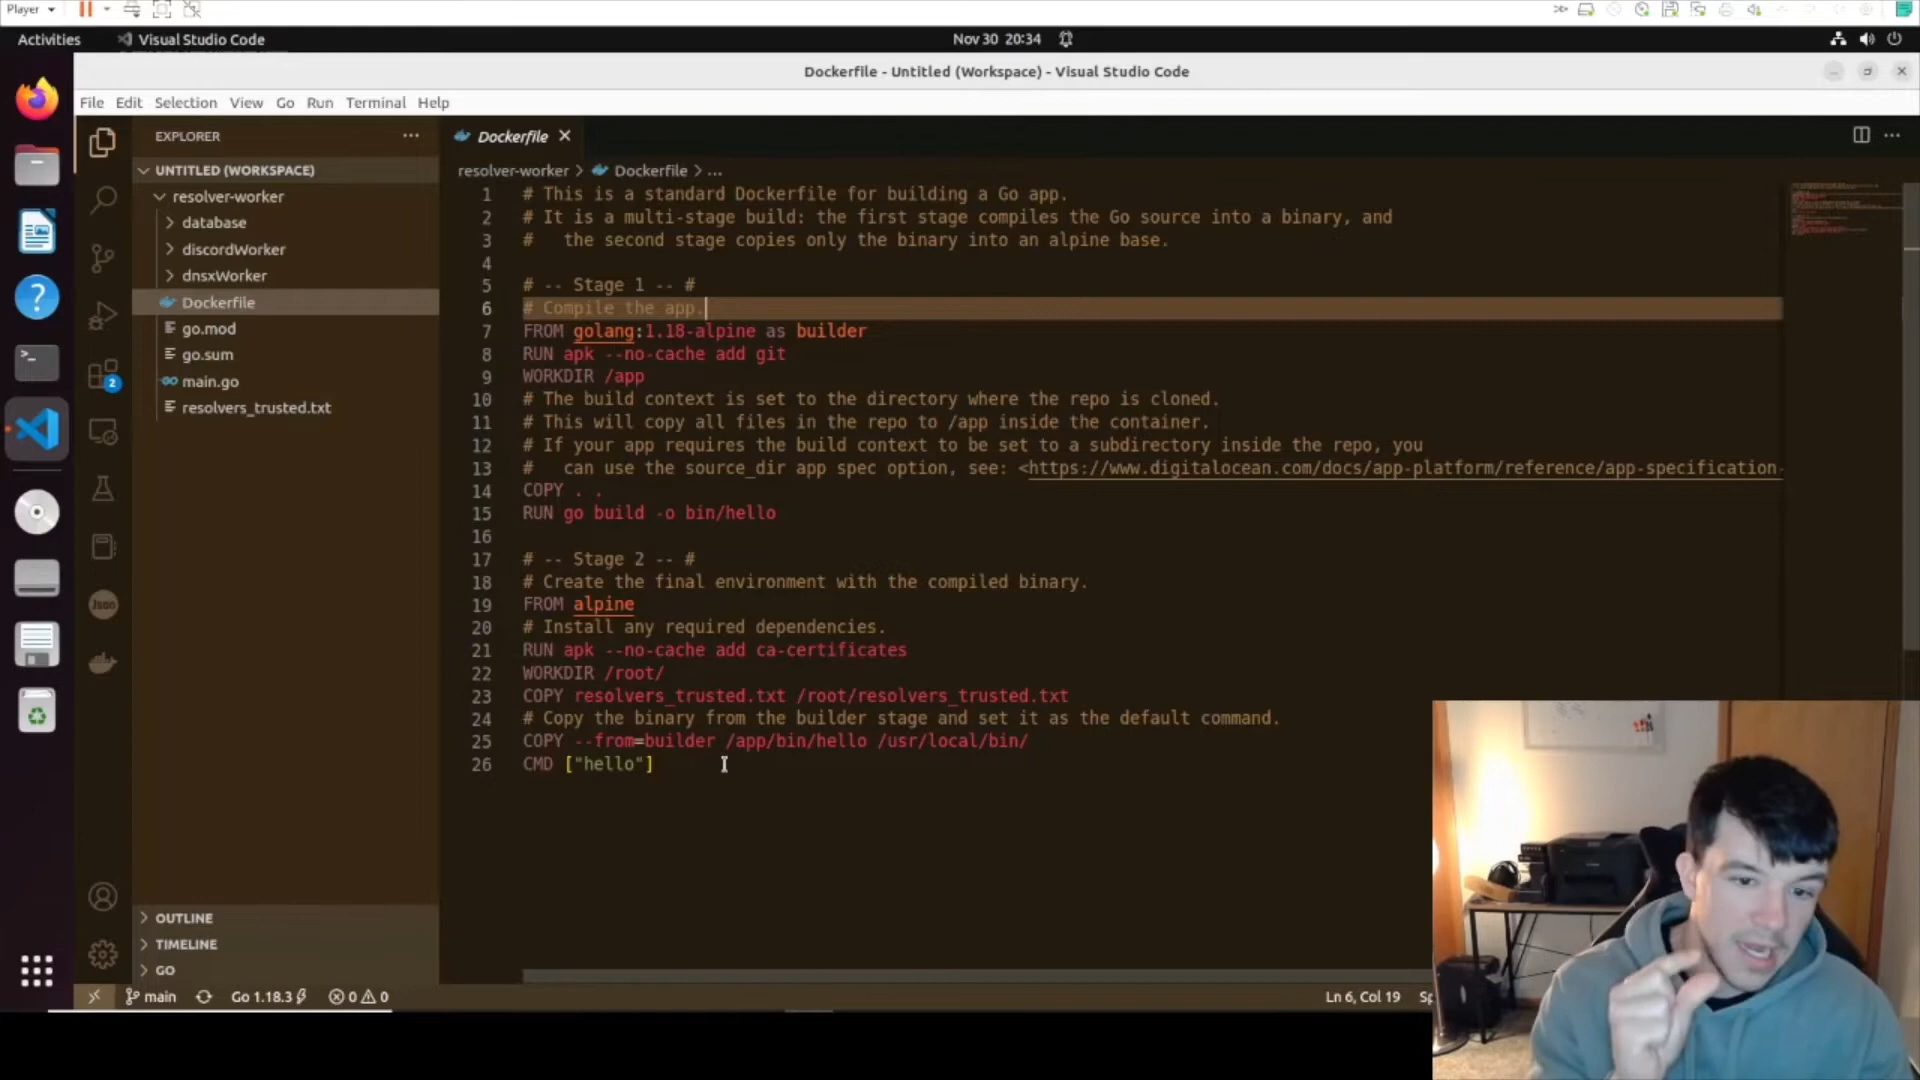 Player
Activities
Visual Studio Code
Nov 30 20:34
Dockerfile - Untitled (Workspace) - Visual Studio Code
File Edit Selection View Go Run Terminal Help
EXPLORER
UNTITLED (WORKSPACE)
resolver-worker
database
discordWorker
dnsxWorker
Dockerfile
go.mod
go.sum
main.go
resolvers_trusted.txt
OUTLINE
TIMELINE
GO
2
Json
>_
?
Dockerfile
resolver-worker > Dockerfile > ...
1 # This is a standard Dockerfile for building a Go app.
2 # It is a multi-stage build: the first stage compiles the Go source into a binary, and
3 #   the second stage copies only the binary into an alpine base.
4
5 # -- Stage 1 -- #
6 # Compile the app.
7 FROM golang:1.18-alpine as builder
8 RUN apk --no-cache add git
9 WORKDIR /app
10 # The build context is set to the directory where the repo is cloned.
11 # This will copy all files in the repo to /app inside the container.
12 # If your app requires the build context to be set to a subdirectory inside the repo, you
13 #   can use the source_dir app spec option, see: <https://www.digitalocean.com/docs/app-platform/reference/app-specification-
14 COPY . .
15 RUN go build -o bin/hello
16
17 # -- Stage 2 -- #
18 # Create the final environment with the compiled binary.
19 FROM alpine
20 # Install any required dependencies.
21 RUN apk --no-cache add ca-certificates
22 WORKDIR /root/
23 COPY resolvers_trusted.txt /root/resolvers_trusted.txt
24 # Copy the binary from the builder stage and set it as the default command.
25 COPY --from=builder /app/bin/hello /usr/local/bin/
26 CMD ["hello"]
main
Go 1.18.3
0 0
Ln 6, Col 19
Sp